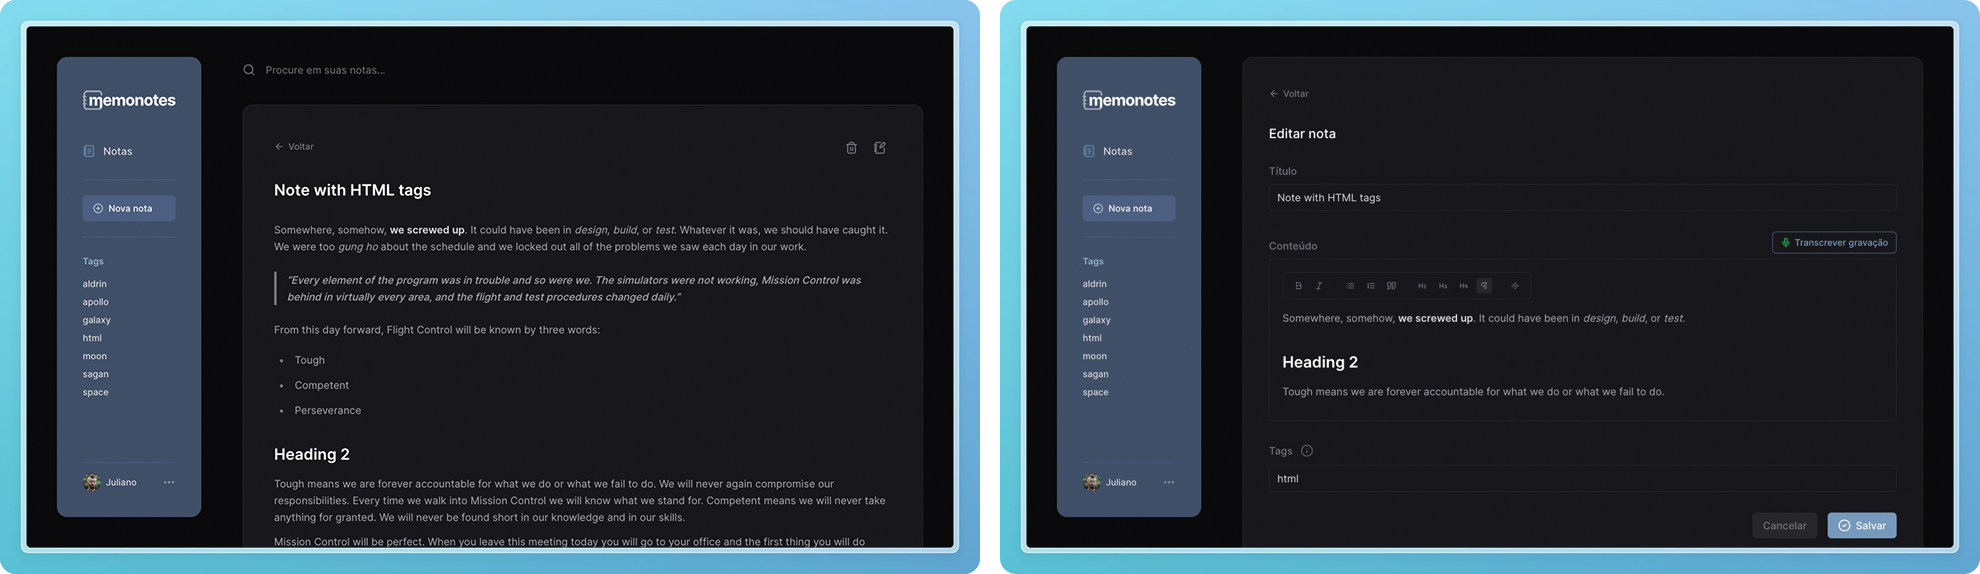 memonotes
Notas
Nova nota
Tags
aldrin
apollo
galaxy
html
moon
sagan
space
Juliano
Procure em suas notas...
Voltar
Note with HTML tags
Somewhere, somehow, we screwed up. It could have been in design, build, or test. Whatever it was, we should have caught it.
We were too gung ho about the schedule and we locked out all of the problems we saw each day in our work.
“Every element of the program was in trouble and so were we. The simulators were not working, Mission Control was
behind in virtually every area, and the flight and test procedures changed daily.”
From this day forward, Flight Control will be known by three words:
• Tough
• Competent
• Perseverance
Heading 2
Tough means we are forever accountable for what we do or what we fail to do. We will never again compromise our
responsibilities. Every time we walk into Mission Control we will know what we stand for. Competent means we will never take
anything for granted. We will never be found short in our knowledge and in our skills.
Mission Control will be perfect. When you leave this meeting today you will go to your office and the first thing you will do
memonotes
Notas
Nova nota
Tags
aldrin
apollo
galaxy
html
moon
sagan
space
Juliano
Voltar
Editar nota
Título
Note with HTML tags
Conteúdo
Transcrever gravação
B I H2 H3 H4
Somewhere, somehow, we screwed up. It could have been in design, build, or test.
Heading 2
Tough means we are forever accountable for what we do or what we fail to do.
Tags
html
Cancelar
Salvar